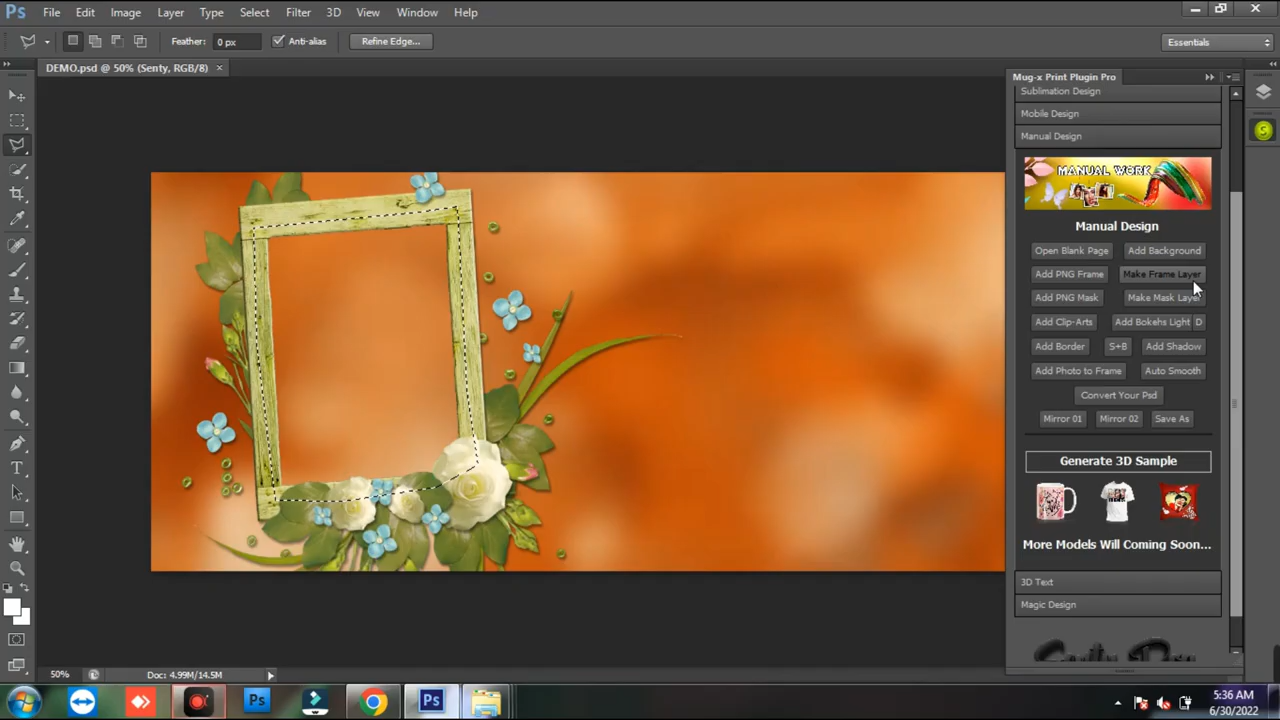 Ps File Edit Image Layer Type Select Filter 3D View Window Help
Feather: 0 px Anti-alias Refine Edge... Essentials
DEMO.psd @ 50% (Senty, RGB/8) ×
Mug-x Print Plugin Pro
Sublimation Design
Mobile Design
Manual Design
MANUAL WORK
Manual Design
Open Blank Page Add Background
Add PNG Frame Make Frame Layer
Add PNG Mask Make Mask Layer
Add Clip-Arts Add Bokehs Light D
Add Border S+B Add Shadow
Add Photo to Frame Auto Smooth
Convert Your Psd
Mirror 01 Mirror 02 Save As
Generate 3D Sample
More Models Will Coming Soon...
3D Text
Magic Design
50% Doc: 4.99M/14.5M
Ps Ps
5:36 AM
6/30/2022